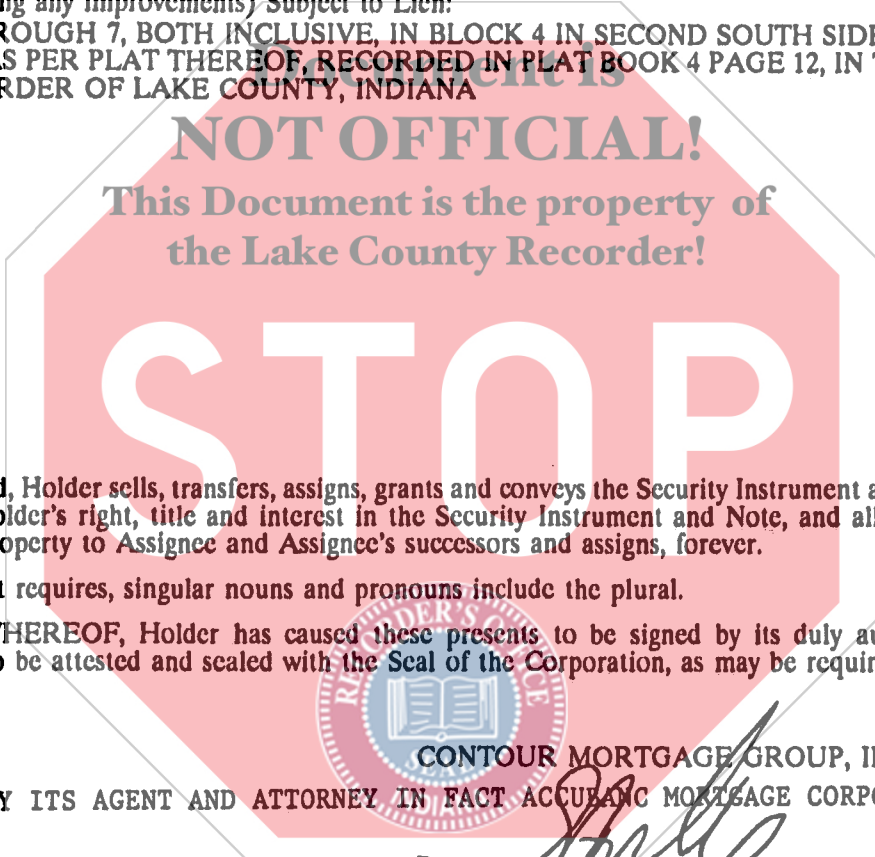 ng any improvements) Subject to Lien:
ROUGH 7, BOTH INCLUSIVE, IN BLOCK 4 IN SECOND SOUTH SIDE
AS PER PLAT THEREOF, RECORDED IN PLAT BOOK 4 PAGE 12, IN
RDER OF LAKE COUNTY, INDIANA
Document is
NOT OFFICIAL!
This Document is the property of
the Lake County Recorder!
STOP
d, Holder sells, transfers, assigns, grants and conveys the Security Instrument a
older's right, title and interest in the Security Instrument and Note, and all
operty to Assignee and Assignee's successors and assigns, forever.
t requires, singular nouns and pronouns include the plural.
THEREOF, Holder has caused these presents to be signed by its duly au
o be attested and sealed with the Seal of the Corporation, as may be requir
RECORDER'S OFFICE
SEAL
INDIANA
CONTOUR MORTGAGE GROUP, I
Y ITS AGENT AND ATTORNEY IN FACT ACCUBANC MORTGAGE CORPO